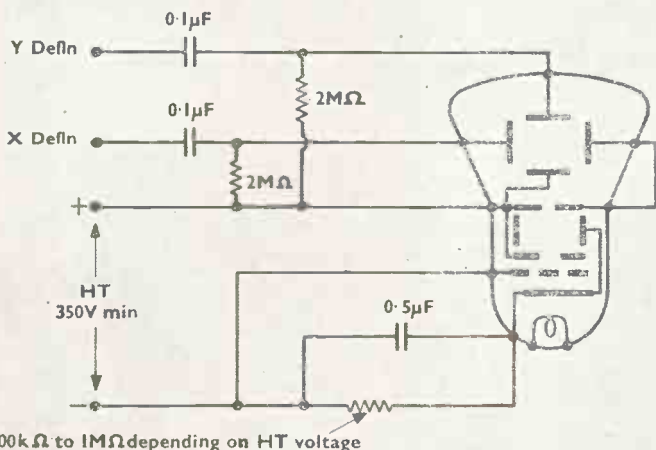 0·1μF
Y Defln
2MΩ
0·1μF
X Defln
2MΩ
+
HT
350V min
0·5μF
−
00kΩ to 1MΩ depending on HT voltage